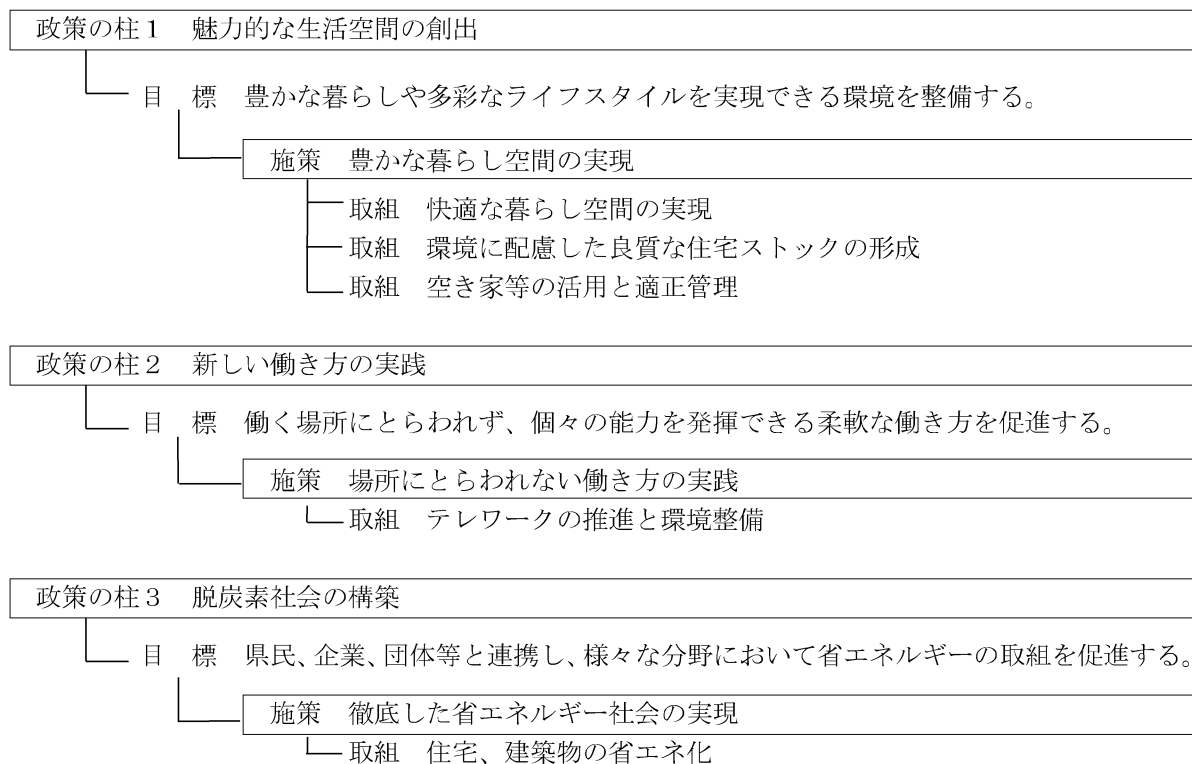 政策の柱１　魅力的な生活空間の創出
目　標　豊かな暮らしや多彩なライフスタイルを実現できる環境を整備する。
施策　豊かな暮らし空間の実現
取組　快適な暮らし空間の実現
取組　環境に配慮した良質な住宅ストックの形成
取組　空き家等の活用と適正管理
政策の柱２　新しい働き方の実践
目　標　働く場所にとらわれず、個々の能力を発揮できる柔軟な働き方を促進する。
施策　場所にとらわれない働き方の実践
取組　テレワークの推進と環境整備
政策の柱３　脱炭素社会の構築
目　標　県民、企業、団体等と連携し、様々な分野において省エネルギーの取組を促進する。
施策　徹底した省エネルギー社会の実現
取組　住宅、建築物の省エネ化